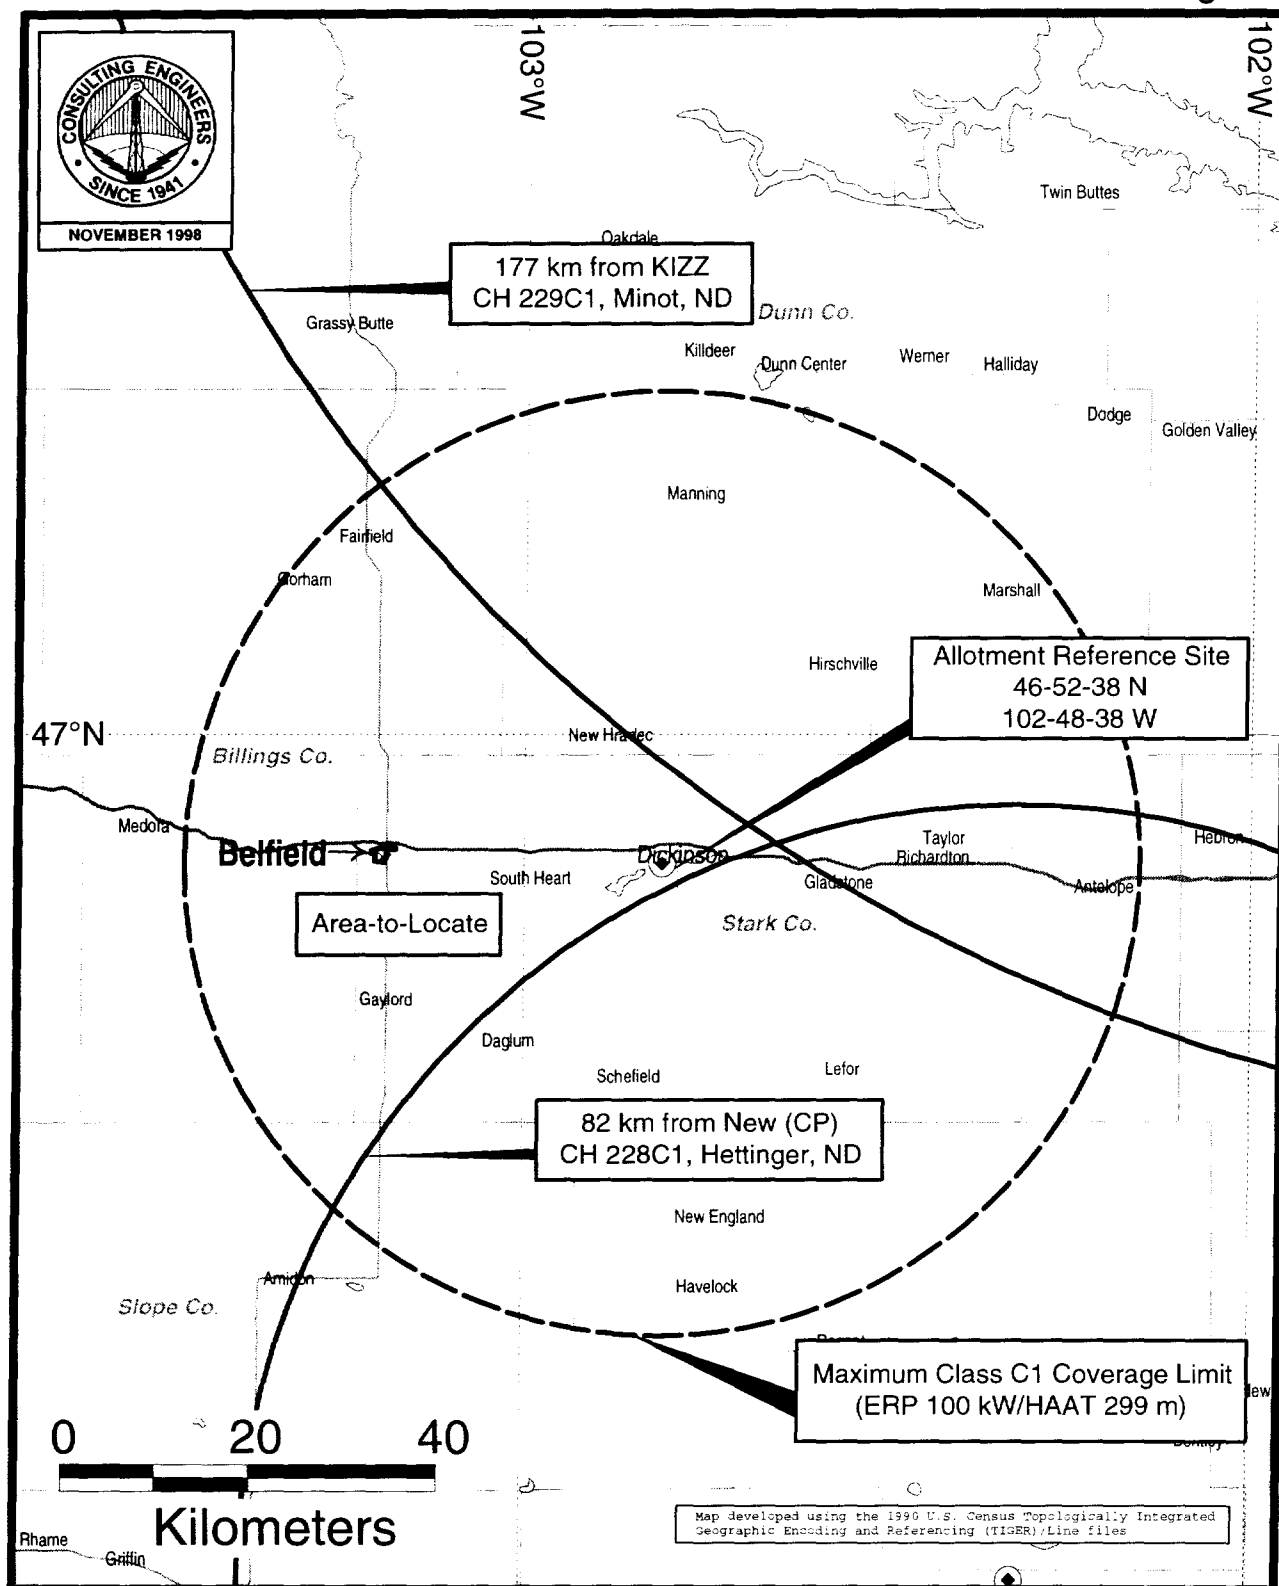 103°W
102°W
CONSULTING ENGINEERS
SINCE 1941
NOVEMBER 1998
Twin Buttes
Oakdale
177 km from KIZZ
CH 229C1, Minot, ND
Dunn Co.
Grassy Butte
Killdeer
Dunn Center
Werner
Halliday
Dodge
Golden Valley
Manning
Fairfield
Gorham
Marshall
Hirschville
Allotment Reference Site
46-52-38 N
102-48-38 W
47°N
New Hradec
Billings Co.
Medora
Belfield
Dickinson
Taylor
Richardton
Hebron
South Heart
Gladstone
Antelope
Area-to-Locate
Stark Co.
Gaylord
Daglum
Schefield
Lefor
82 km from New (CP)
CH 228C1, Hettinger, ND
New England
Amidon
Havelock
Slope Co.
Maximum Class C1 Coverage Limit
(ERP 100 kW/HAAT 299 m)
0 20 40
Kilometers
Map developed using the 1990 U.S. Census Topologically Integrated
Geographic Encoding and Referencing (TIGER)/Line files
Rhame
Griffin